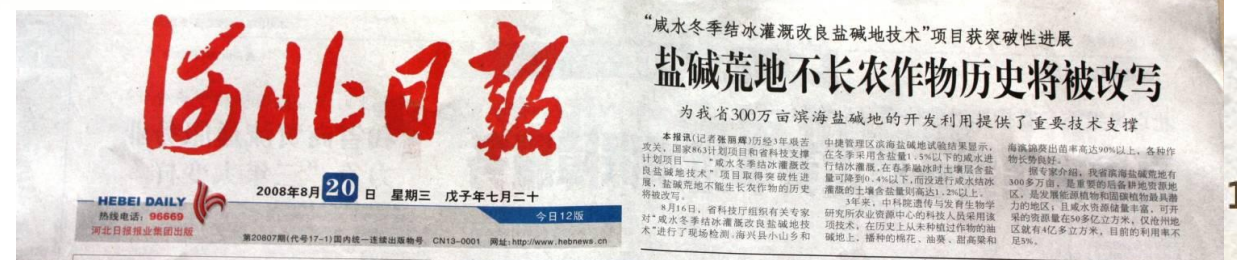 河北日报
HEBEI DAILY
热线电话：96669
河北日报报业集团出版
2008年8月20日 星期三 戊子年七月二十
今日12版
第20807期(代号17-1)国内统一连续出版物号 CN13-0001 网址:http://www.hebnews.cn
“咸水冬季结冰灌溉改良盐碱地技术”项目获突破性进展
盐碱荒地不长农作物历史将被改写
为我省300万亩滨海盐碱地的开发利用提供了重要技术支撑
本报讯(记者张丽辉)历经3年艰苦
攻关，国家863计划项目和省科技支撑
计划项目——“咸水冬季结冰灌溉改
良盐碱地技术”项目取得突破性进
展，盐碱荒地不能生长农作物的历史
将被改写。
8月16日，省科技厅组织有关专家
对“咸水冬季结冰灌溉改良盐碱地技
术”进行了现场检测。海兴县小山乡和
中捷管理区滨海盐碱地试验结果显示，
在冬季采用含盐量1.5%以下的咸水进
行结冰灌溉，在春季融冰时土壤层含盐
量可降到0.4%以下，而没进行咸水结冰
灌溉的土壤含盐量则高达1.2%以上。
3年来，中科院遗传与发育生物学
研究所农业资源中心的科技人员采用该
项技术，在历史上从未种植过作物的油
碱地上，播种的棉花、油葵、甜高粱和
海滨锦葵出苗率高达90%以上，各种作
物长势良好。
据专家介绍，我省滨海盐碱荒地有
300多万亩，是重要的后备耕地资源地
区，是发展能源植物和固碳植物最具潜
力的地区；且咸水资源储量丰富，可开
采的资源量在50多亿立方米，仅沧州地
区就有4亿多立方米，目前的利用率不
足5%。